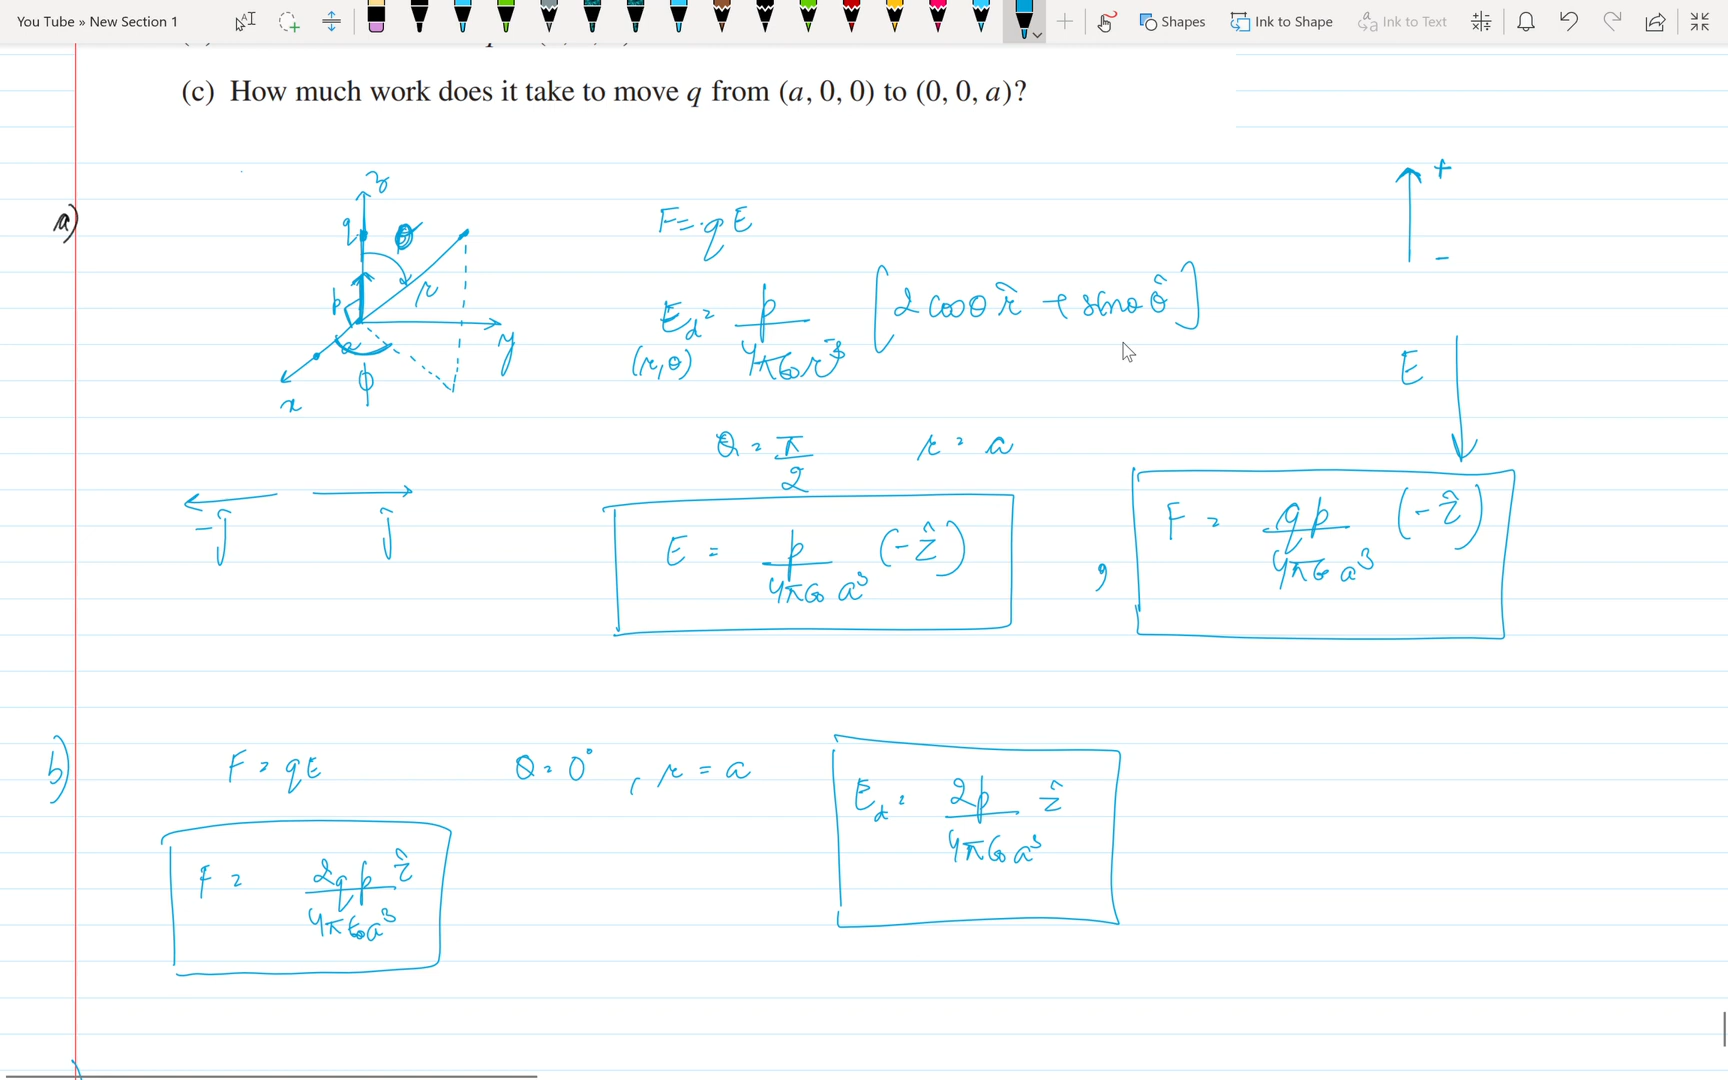 You Tube » New Section 1
Shapes
Ink to Shape
Ink to Text
(c) How much work does it take to move q from (a, 0, 0) to (0, 0, a)?
a)
z
q
θ
r
p
y
a
ϕ
x
F = qE
E_d = p / 4πε₀r³ [2 cosθ r̂ + sinθ θ̂]
(r, θ)
+
-
E
θ = π/2
r = a
-ĵ
ĵ
E = p / 4πε₀a³ (-ẑ)
,
F = qp / 4πε₀a³ (-ẑ)
b)
F = qE
θ = 0°, r = a
E_d = 2p / 4πε₀a³ ẑ
F = 2qp / 4πε₀a³ ẑ